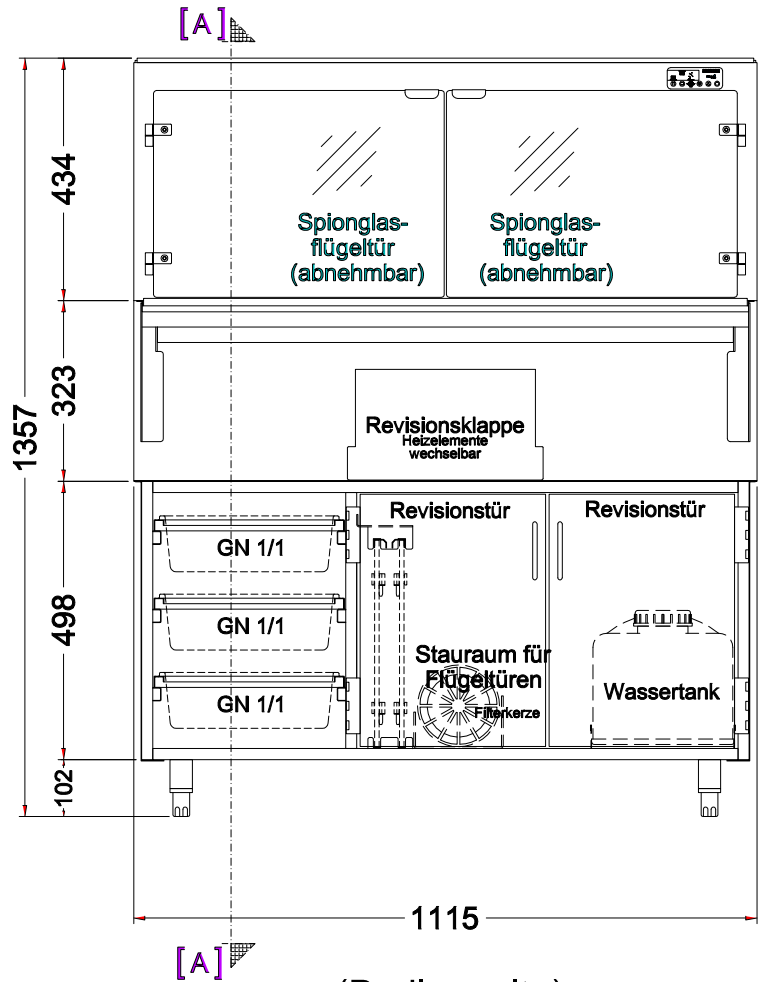 [A]
434
Spionglas-
flügeltür
(abnehmbar)
Spionglas-
flügeltür
(abnehmbar)
323
1357
Revisionsklappe
Heizelemente
wechselbar
Revisionstür
Revisionstür
GN 1/1
498
GN 1/1
Stauraum für
Flügeltüren
GN 1/1
Filterkerze
Wassertank
102
1115
[A]